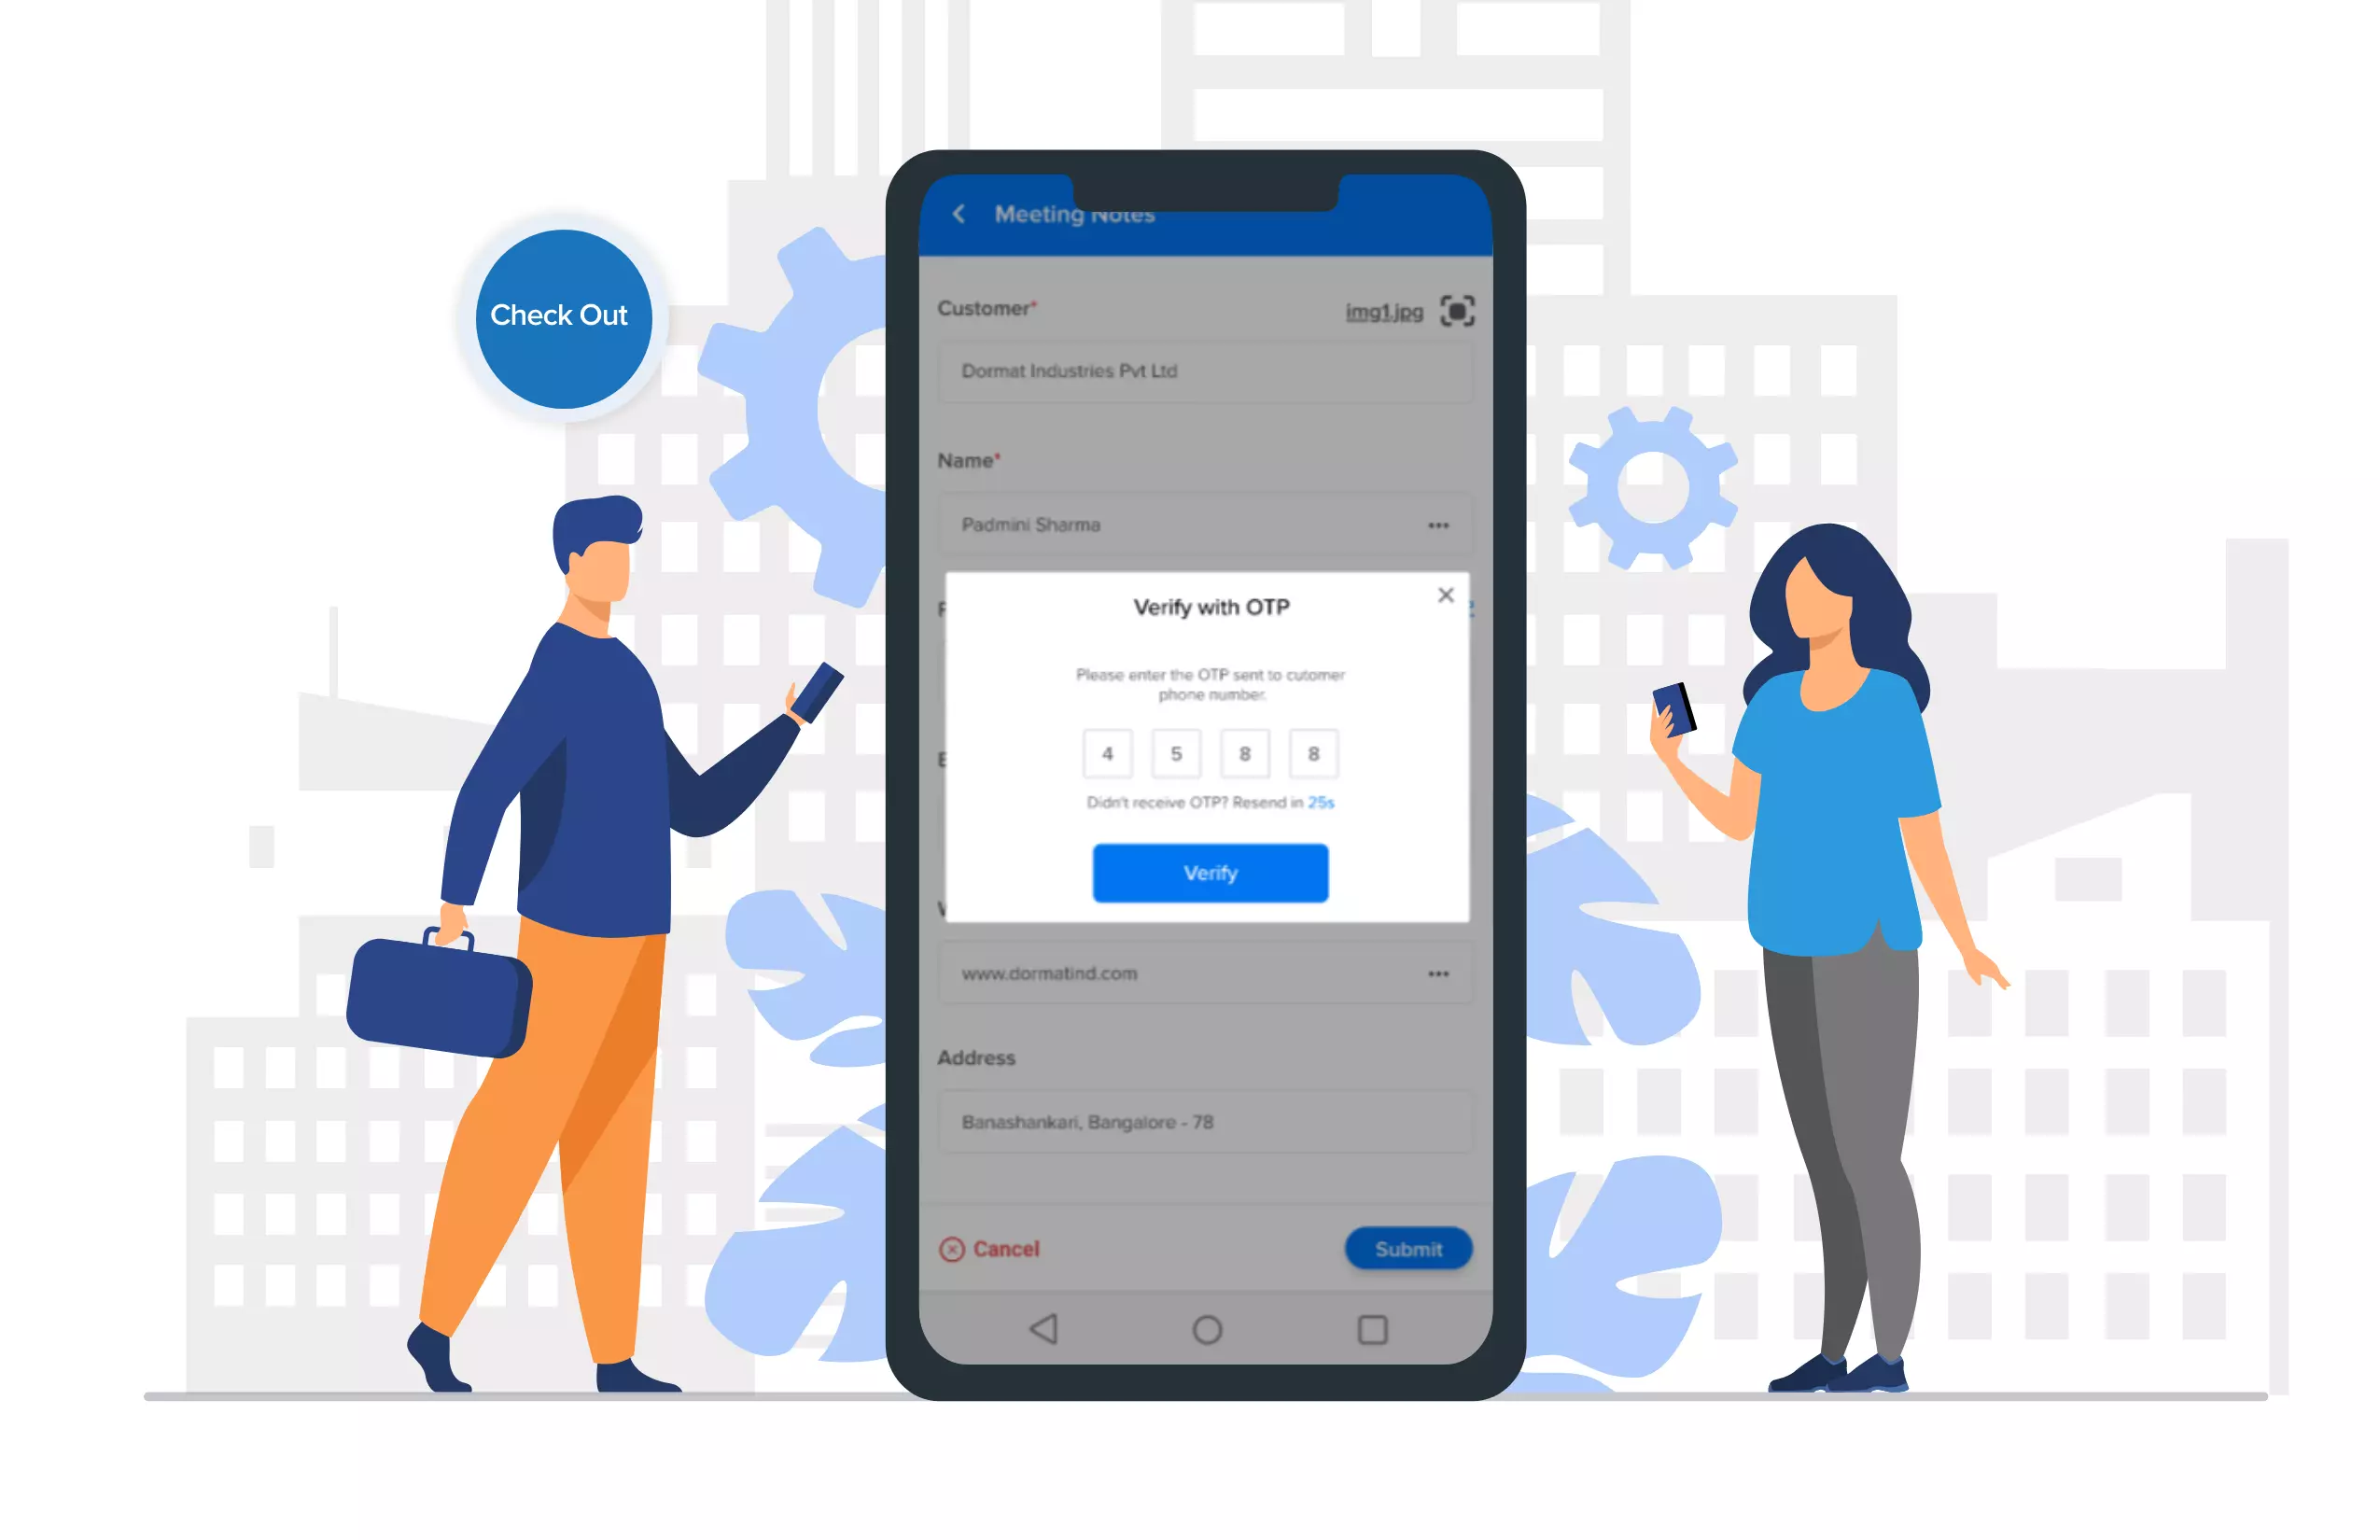 Check Out
Meeting Notes
Customer*
img1.jpg
Dormat Industries Pvt Ltd
Name*
Padmini Sharma
Verify with OTP
Please enter the OTP sent to cutomer
phone number.
4 5 8 8
Didn't receive OTP? Resend in 25s
Verify
www.dormatind.com
Address
Banashankari, Bangalore - 78
Cancel
Submit